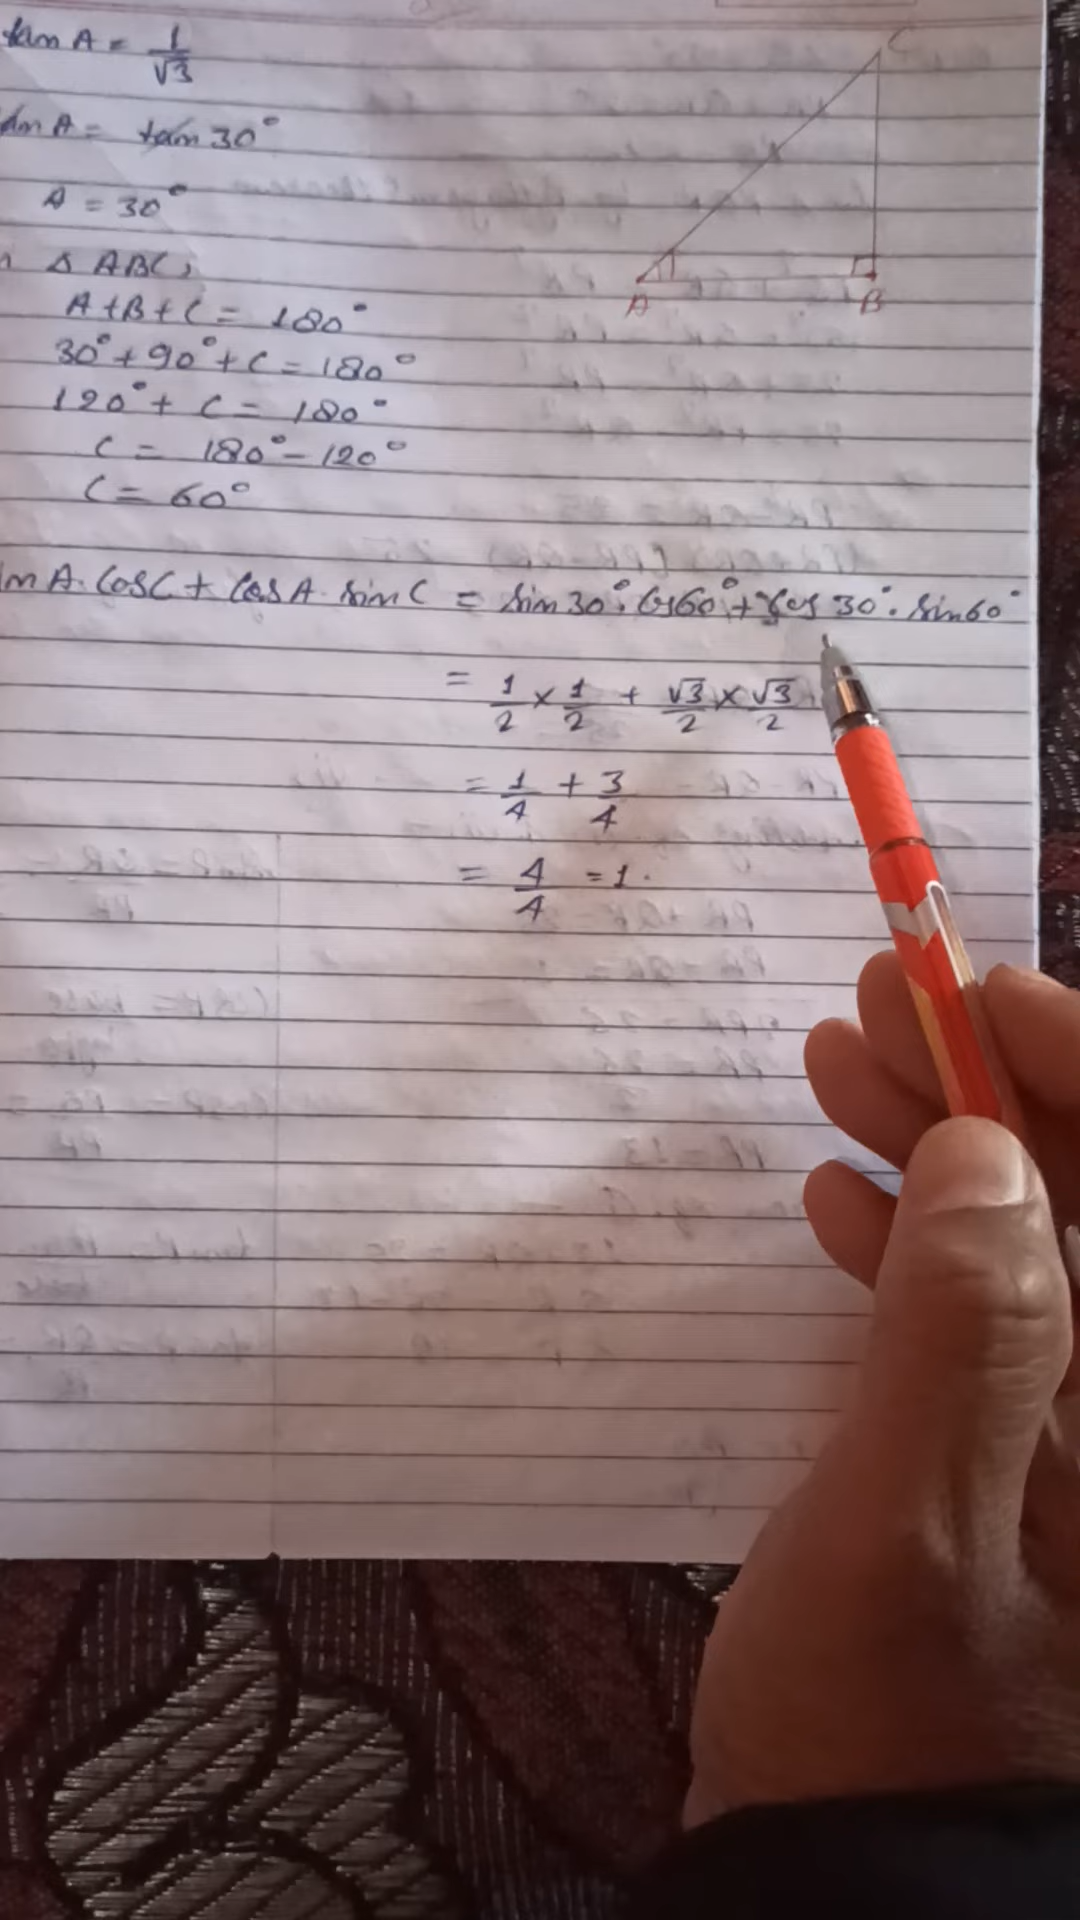 tan A = 1/√3
tan A = tan 30°
A = 30°
Δ ABC,
A+B+C = 180°
30°+90°+C = 180°
120°+ C = 180°
C = 180°-120°
C = 60°
A. Cos C + Cos A. sin C = sin 30°. Cos 60° + Cos 30°. sin 60°
= 1/2 × 1/2 + √3/2 × √3/2
= 1/4 + 3/4
= 4/4 = 1.
C
A
B